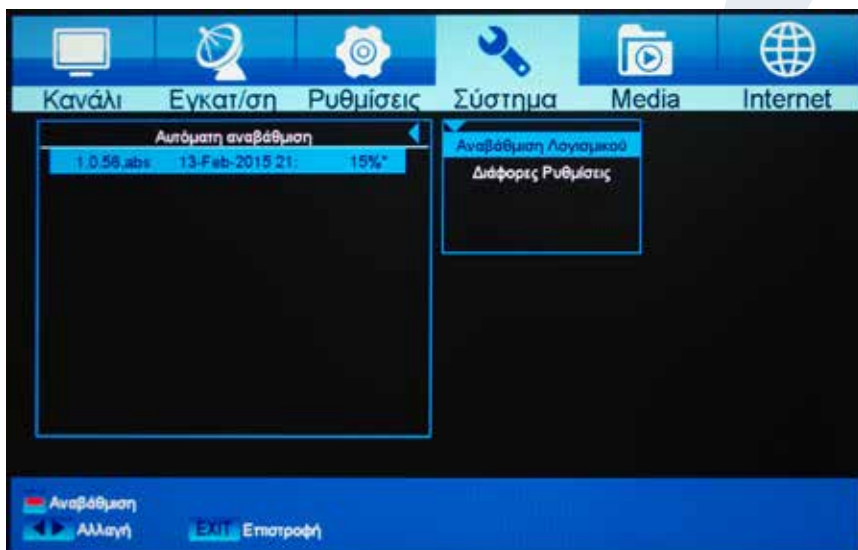 Κανάλι Εγκατ/ση Ρυθμίσεις Σύστημα Media Internet
Αυτόματη αναβάθμιση
1.0.56.abs 13-Feb-2015 21: 15%"
Αναβάθμιση Λογισμικού
Διάφορες Ρυθμίσεις
Αναβάθμιση
Αλλαγή EXIT Επιστροφή